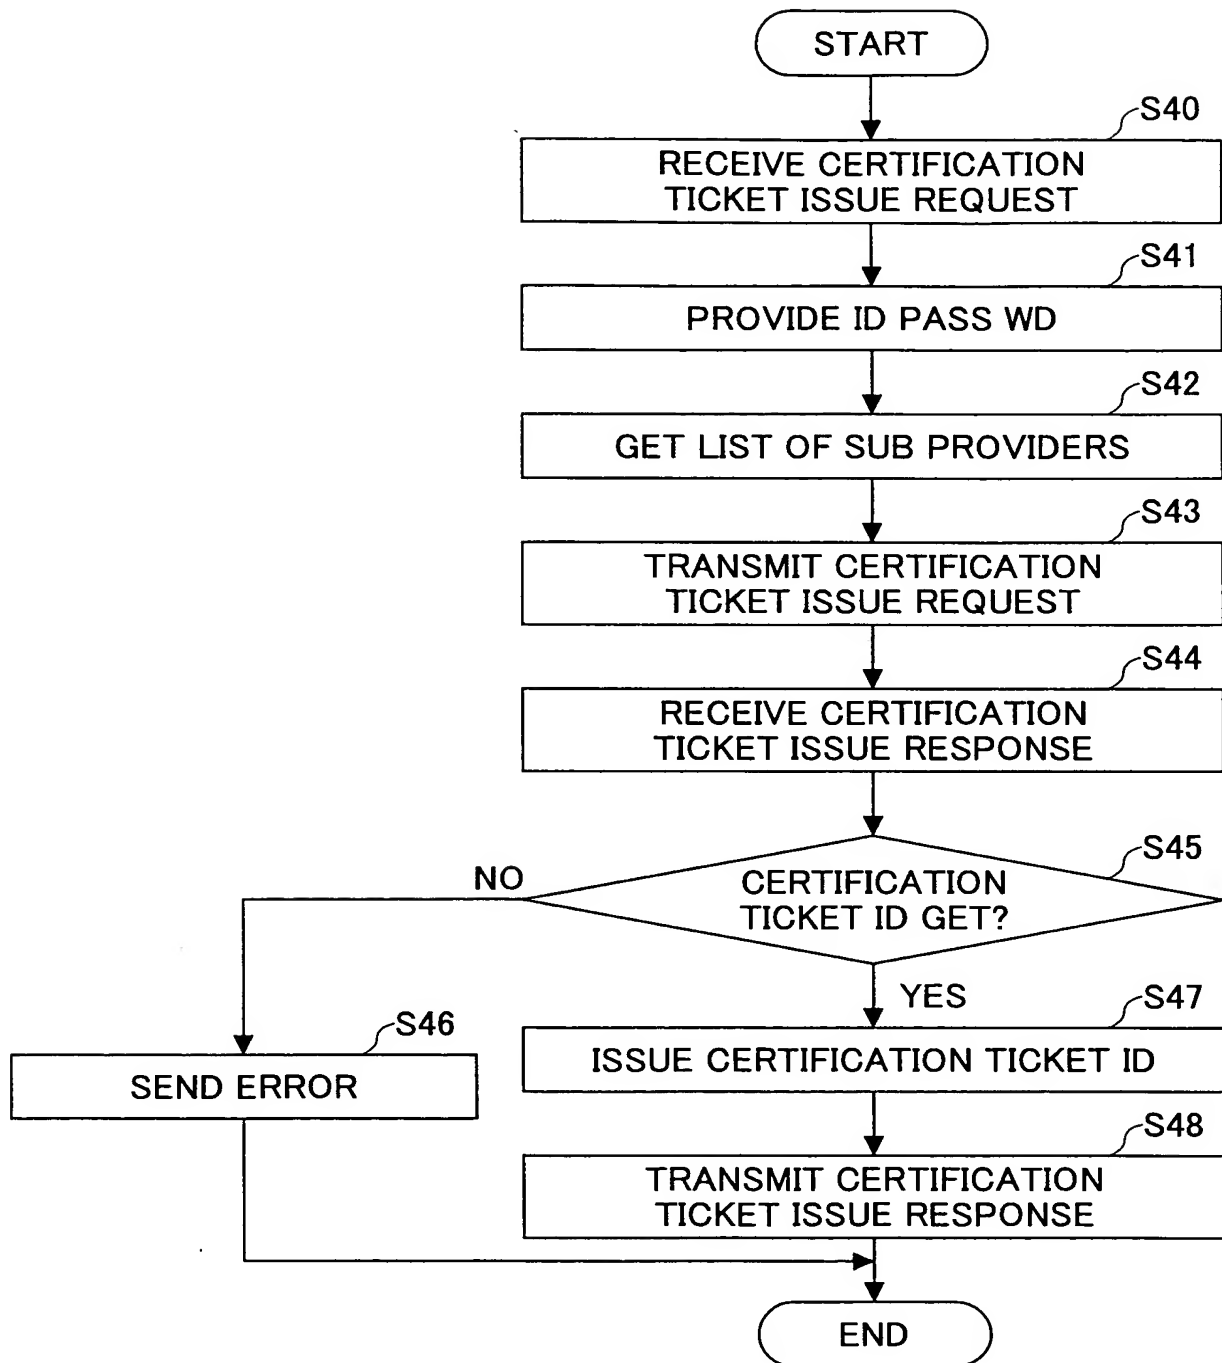 START
S40
RECEIVE CERTIFICATION
TICKET ISSUE REQUEST
S41
PROVIDE ID PASS WD
S42
GET LIST OF SUB PROVIDERS
S43
TRANSMIT CERTIFICATION
TICKET ISSUE REQUEST
S44
RECEIVE CERTIFICATION
TICKET ISSUE RESPONSE
S45
CERTIFICATION
TICKET ID GET?
NO
YES
S46
SEND ERROR
S47
ISSUE CERTIFICATION TICKET ID
S48
TRANSMIT CERTIFICATION
TICKET ISSUE RESPONSE
END